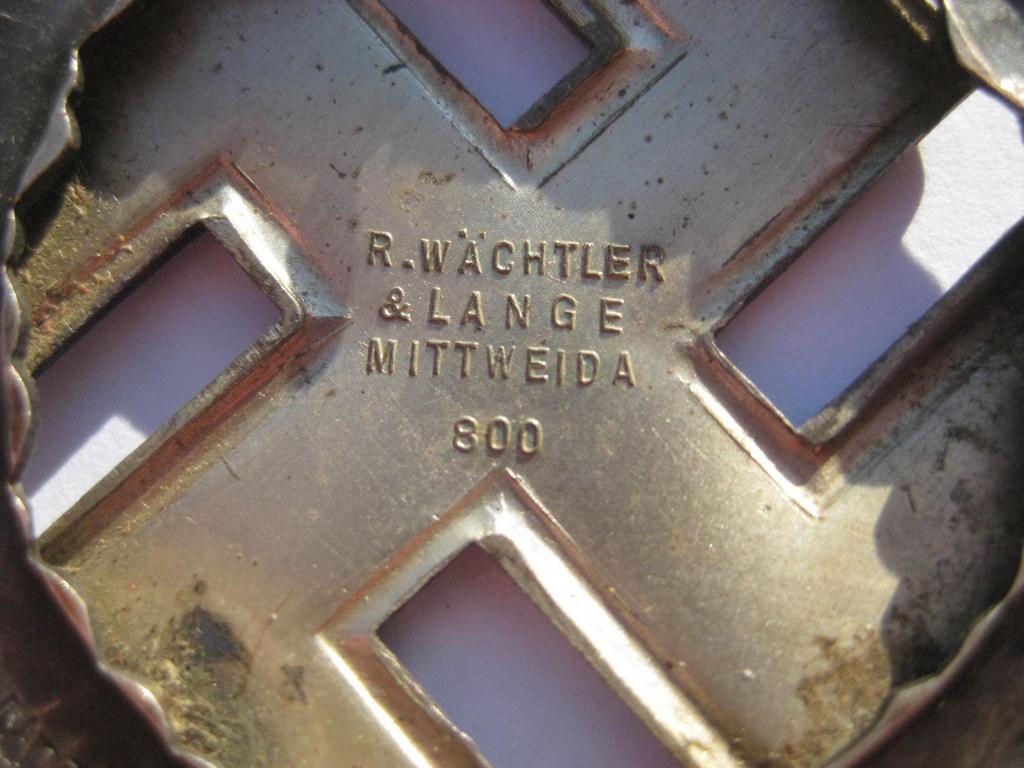 R.WÄCHTLER
& LANGE
MITTWEIDA
800